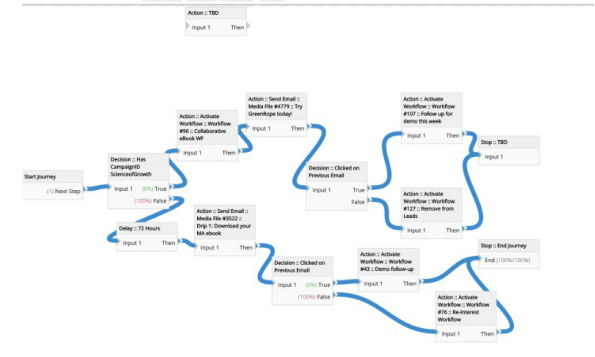 Action :: TBD
Input 1 Then
Action :: Send Email ::
Media File #4779 :: Try
GreenRope today!
Input 1 Then
Action :: Activate
Workflow :: Workflow
#107 :: Follow up for
demo this week
Input 1 Then
Action :: Activate
Workflow :: Workflow
#96 :: Collaborative
eBook WF
Input 1 Then
Stop :: TBD
Input 1
Decision :: Has
CampaignID
ScienceofGrowth
Input 1 (0%) True
(100%) False
Decision :: Clicked on
Previous Email
Input 1 True
False
Start Journey
(1) Next Step
Action :: Activate
Workflow :: Workflow
#127 :: Remove from
Leads
Input 1 Then
Action :: Send Email ::
Media File #3522 ::
Drip 1: Download your
MA ebook
Input 1 Then
Delay :: 72 Hours
Input 1 Then
Stop :: End Journey
End (100%/100%)
Action :: Activate
Workflow :: Workflow
#43 :: Demo follow-up
Input 1 Then
Decision :: Clicked on
Previous Email
Input 1 (0%) True
(100%) False
Action :: Activate
Workflow :: Workflow
#76 :: Re-Interest
Workflow
Input 1 Then